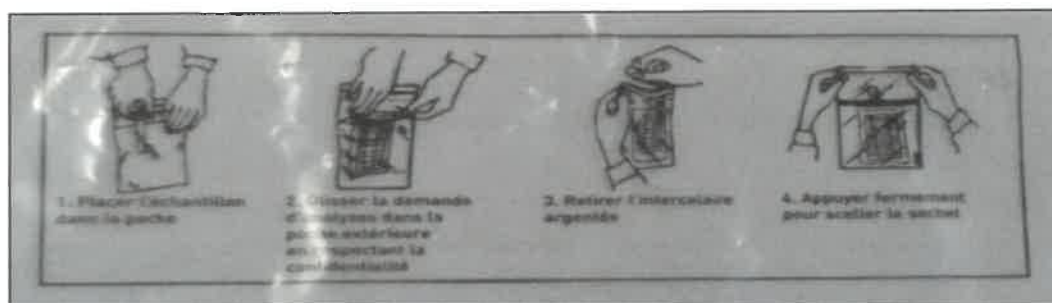 1. Placer l'échantillon
dans la poche
2. Glisser la demande
d'analyses dans la
poche extérieure
en respectant la
confidentialité
3. Retirer l'intercalaire
argentée
4. Appuyer fermement
pour sceller le sachet